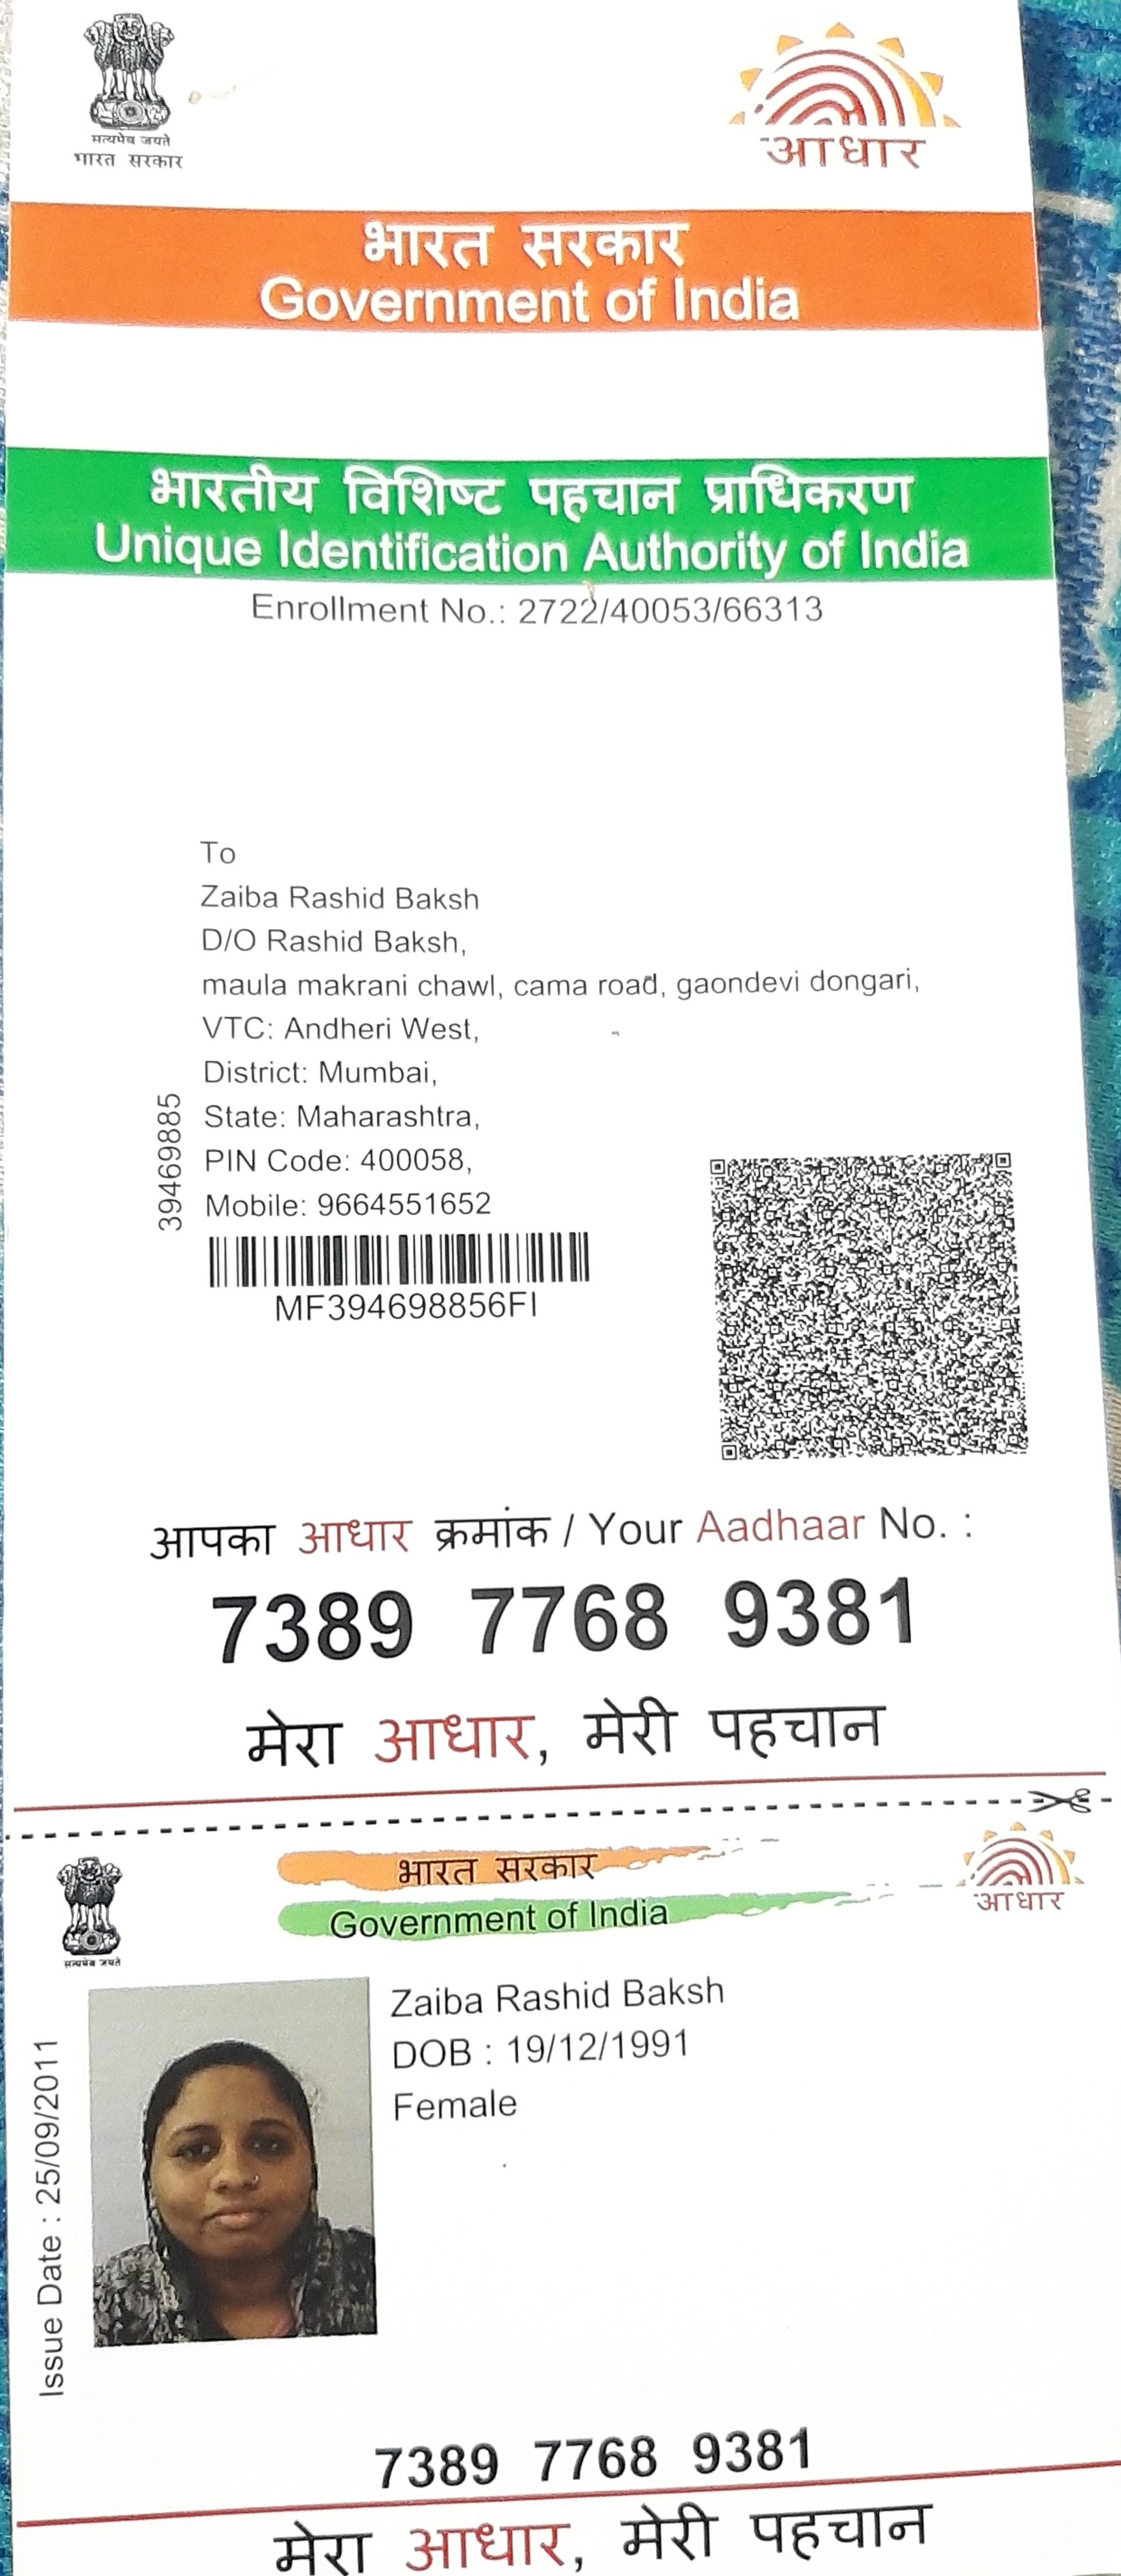 सत्यमेव जयते
भारत सरकार
आधार
भारत सरकार
Government of India
भारतीय विशिष्ट पहचान प्राधिकरण
Unique Identification Authority of India
Enrollment No.: 2722/40053/66313
To
Zaiba Rashid Baksh
D/O Rashid Baksh,
maula makrani chawl, cama road, gaondevi dongari,
VTC: Andheri West,
District: Mumbai,
State: Maharashtra,
PIN Code: 400058,
Mobile: 9664551652
39469885
MF394698856FI
आपका आधार क्रमांक / Your Aadhaar No. :
7389 7768 9381
मेरा आधार, मेरी पहचान
सत्यमेव जयते
भारत सरकार
Government of India
आधार
Zaiba Rashid Baksh
DOB : 19/12/1991
Female
Issue Date : 25/09/2011
7389 7768 9381
मेरा आधार, मेरी पहचान